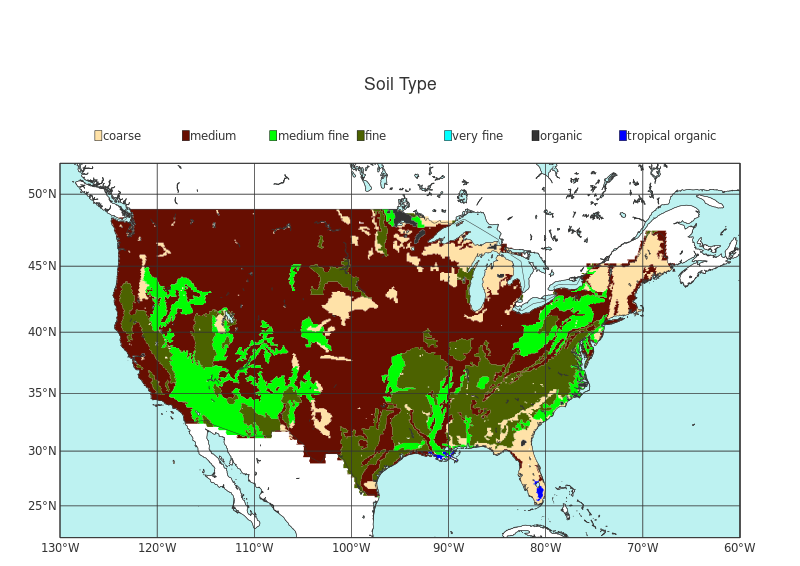 Soil Type
coarse medium medium fine fine very fine organic tropical organic
50°N
45°N
40°N
35°N
30°N
25°N
130°W 120°W 110°W 100°W 90°W 80°W 70°W 60°W